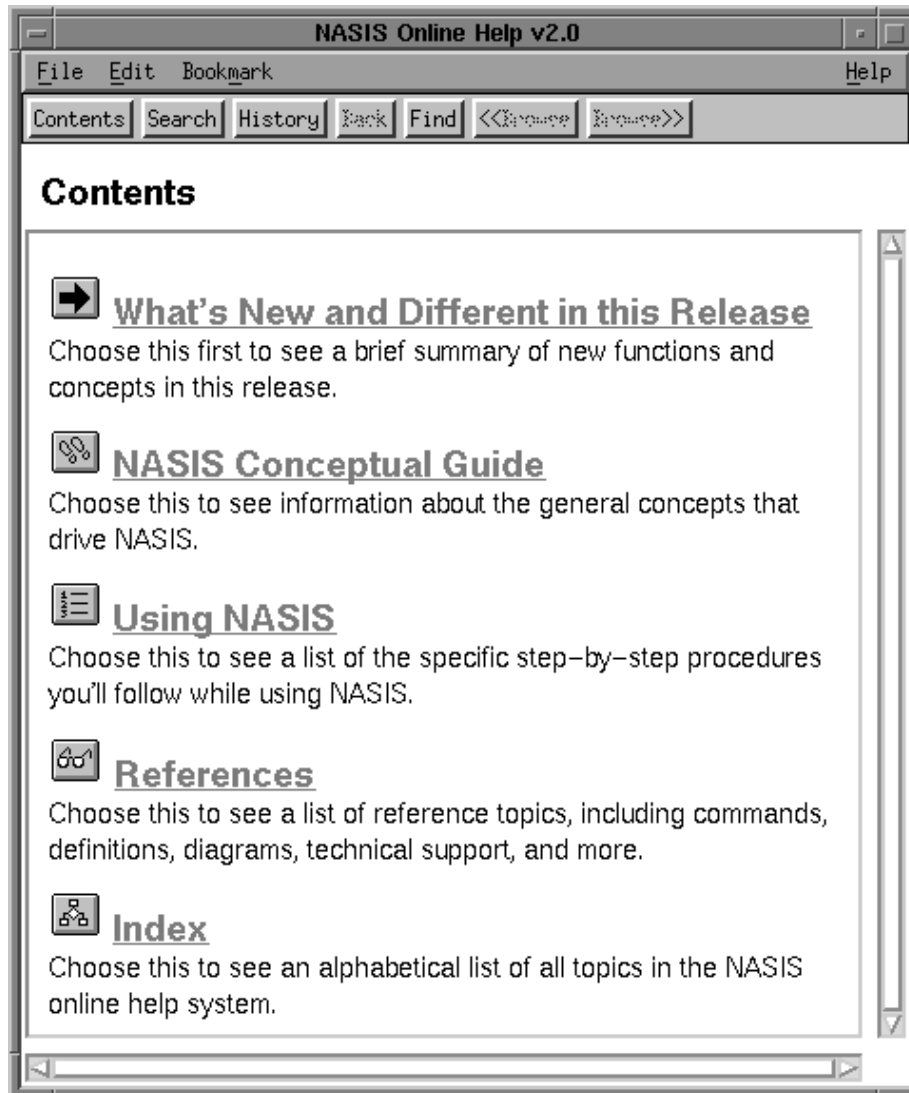 NASIS Online Help v2.0
File Edit Bookmark Help
Contents Search History Back Find <<Browse Browse>>
Contents
What's New and Different in this Release
Choose this first to see a brief summary of new functions and
concepts in this release.
NASIS Conceptual Guide
Choose this to see information about the general concepts that
drive NASIS.
Using NASIS
Choose this to see a list of the specific step-by-step procedures
you'll follow while using NASIS.
References
Choose this to see a list of reference topics, including commands,
definitions, diagrams, technical support, and more.
Index
Choose this to see an alphabetical list of all topics in the NASIS
online help system.